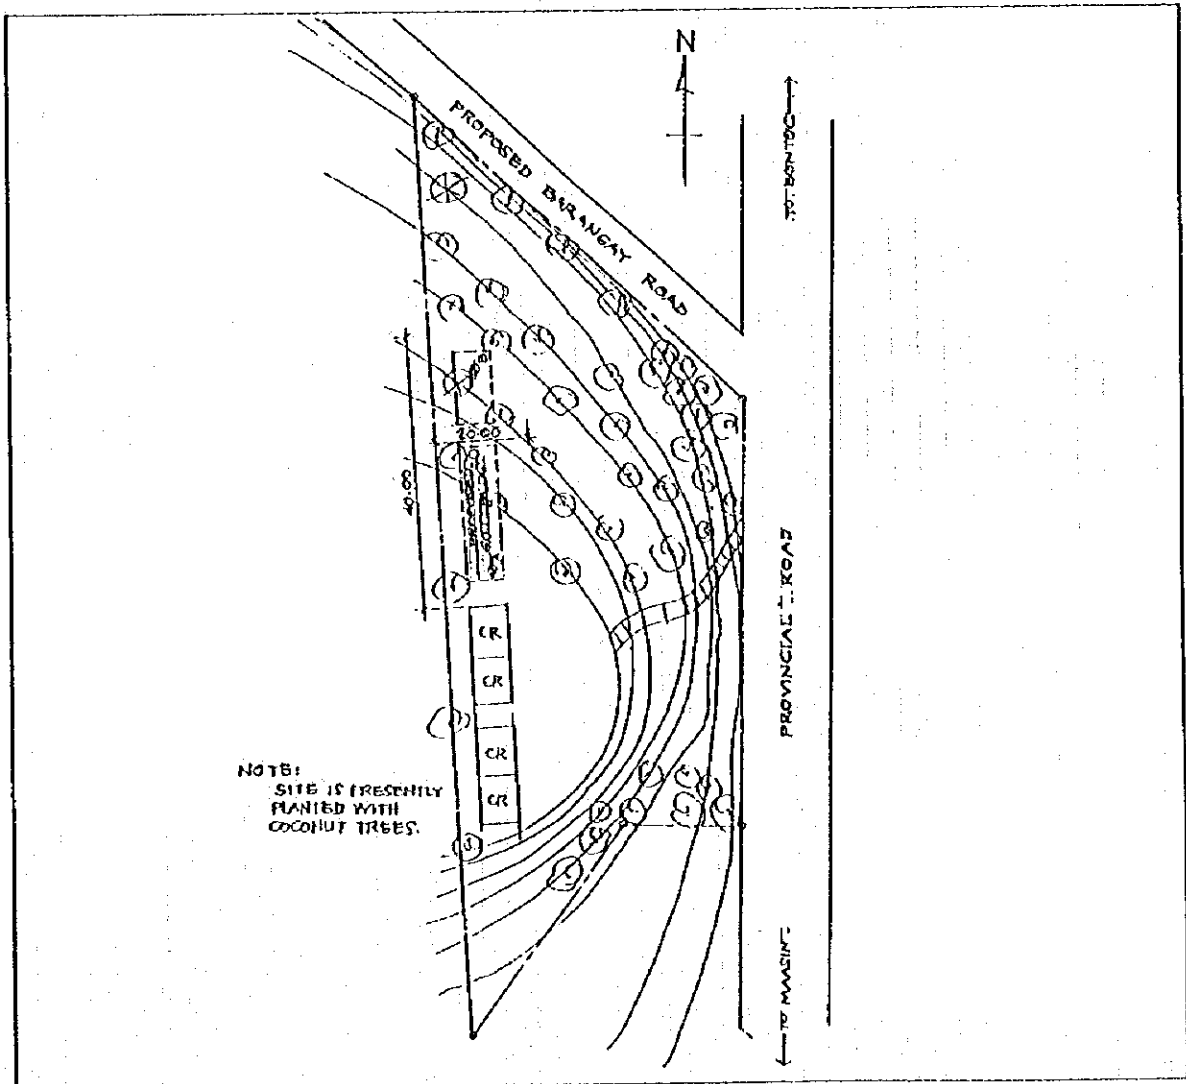 N
PROPOSED BARANGAY ROAD
TO BONTOC
40.00
10.00
CR
CR
CR
CR
PROVINCIAL ROAD
NOTE:
SITE IS PRESENTLY
PLANTED WITH
COCONUT TREES.
TO MAASIN